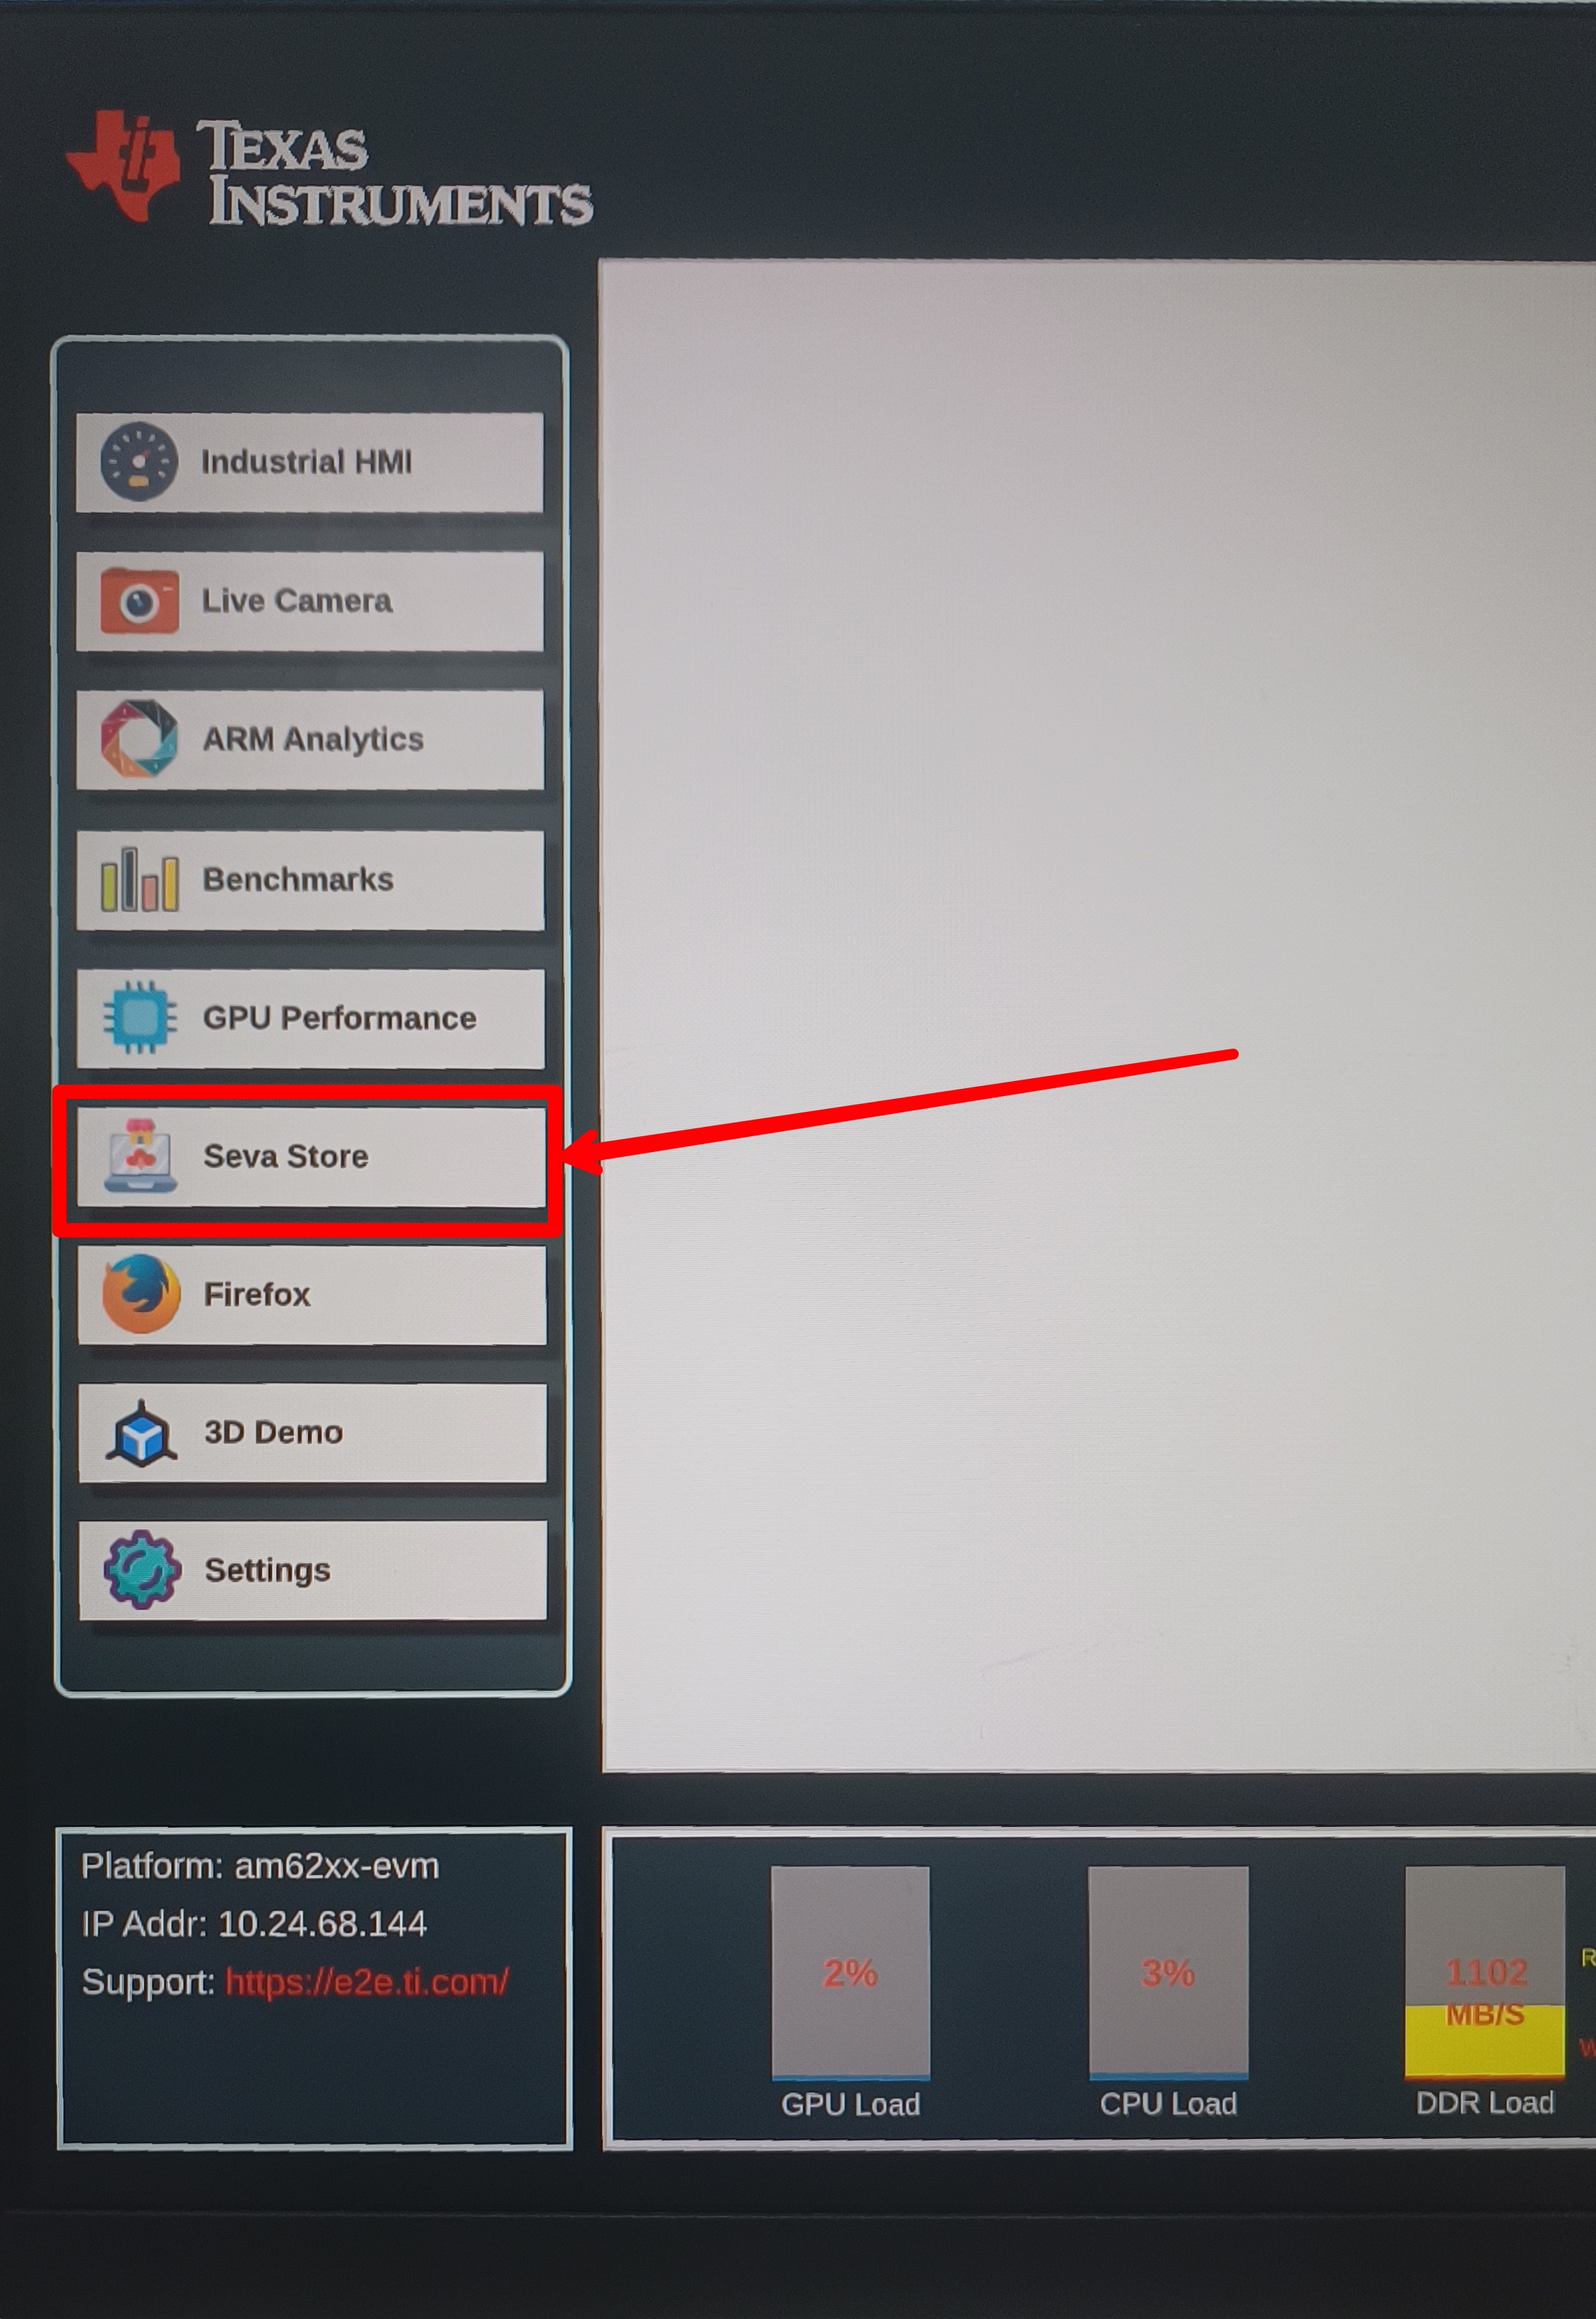 TEXAS
INSTRUMENTS
Industrial HMI
Live Camera
ARM Analytics
Benchmarks
GPU Performance
Seva Store
Firefox
3D Demo
Settings
Platform: am62xx-evm
IP Addr: 10.24.68.144
Support: https://e2e.ti.com/
2%
GPU Load
3%
CPU Load
1102
MB/S
DDR Load